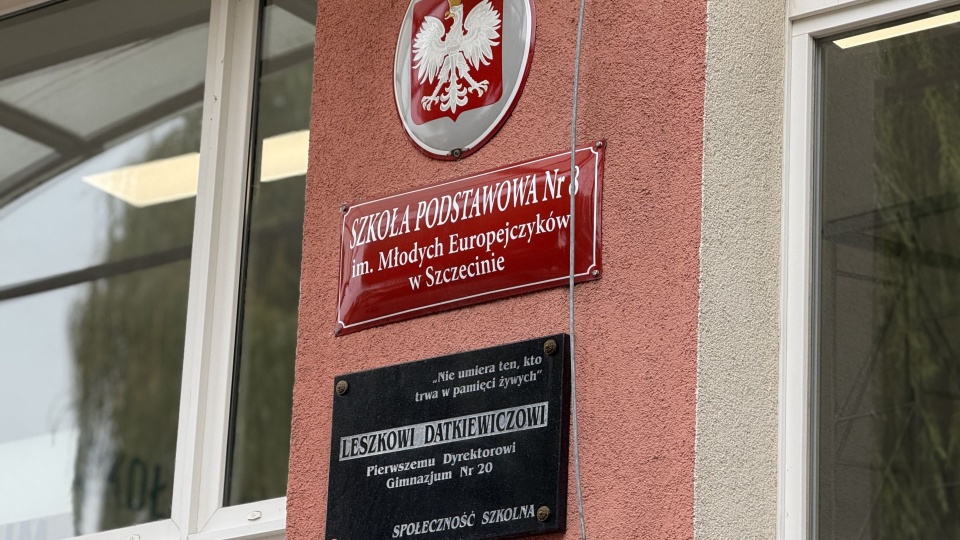 SZKOŁA PODSTAWOWA Nr 8
im. Młodych Europejczyków
w Szczecinie
„Nie umiera ten, kto
trwa w pamięci żywych”
LESZKOWI DATKIEWICZOWI
Pierwszemu Dyrektorowi
Gimnazjum Nr 20
SPOŁECZNOŚĆ SZKOLNA